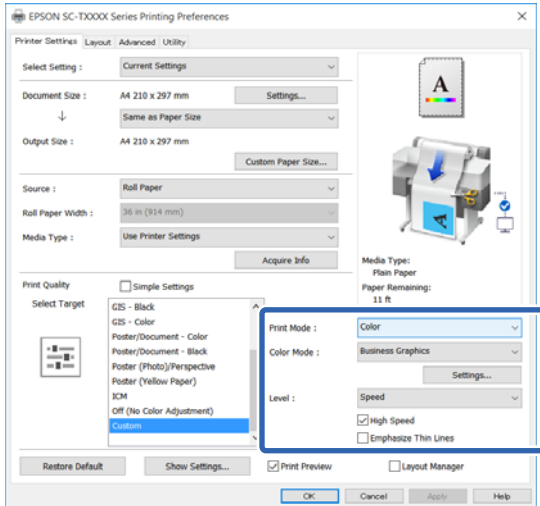 EPSON SC-TXXXX Series Printing Preferences
Printer Settings Layout Advanced Utility
Select Setting : Current Settings
Document Size : A4 210 x 297 mm Settings...
Same as Paper Size
Output Size : A4 210 x 297 mm
Custom Paper Size...
Source : Roll Paper
Roll Paper Width : 36 in (914 mm)
Media Type : Use Printer Settings
Acquire Info
A
Media Type:
Plain Paper
Paper Remaining:
11 ft
Print Quality Simple Settings
Select Target
GIS - Black
GIS - Color
Poster/Document - Color
Poster/Document - Black
Poster (Photo)/Perspective
Poster (Yellow Paper)
ICM
Off (No Color Adjustment)
Custom
Print Mode : Color
Color Mode : Business Graphics
Settings...
Level : Speed
High Speed
Emphasize Thin Lines
Restore Default Show Settings... Print Preview Layout Manager
OK Cancel Apply Help